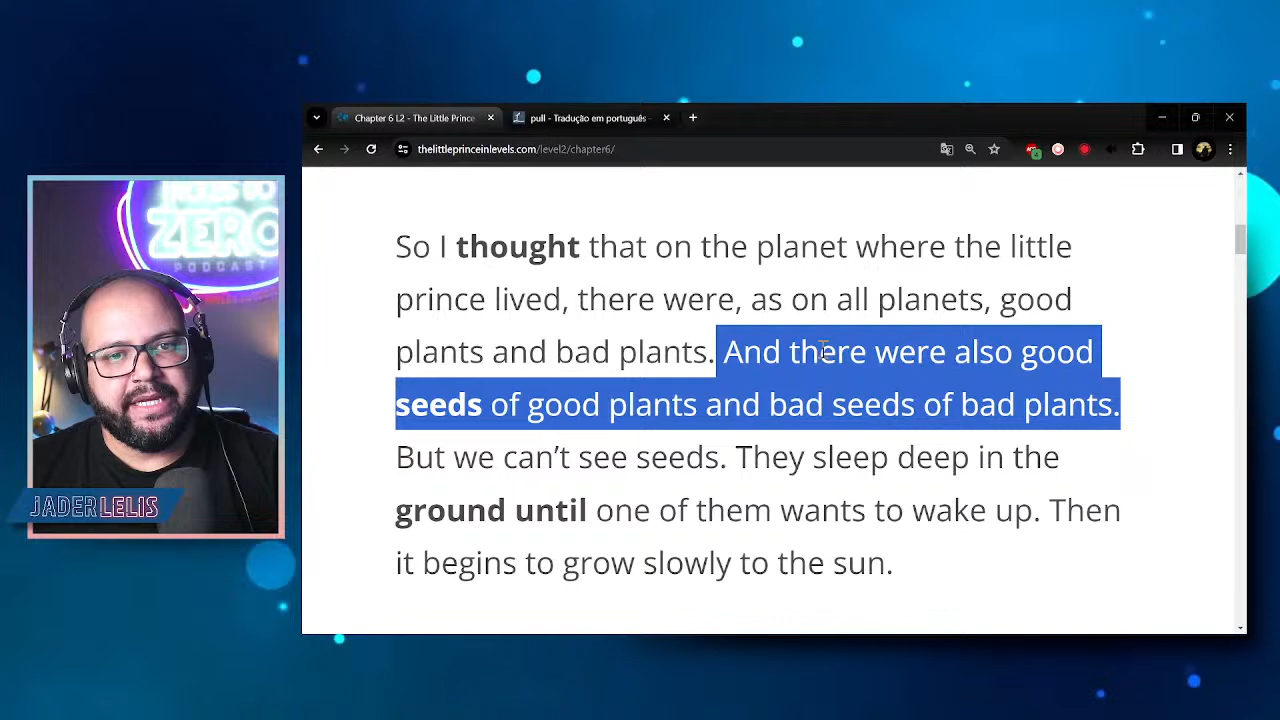 Chapter 6 L2 - The Little Prince
pull - Tradução em português
thelittleprinceinlevels.com/level2/chapter6/
So I thought that on the planet where the little
prince lived, there were, as on all planets, good
plants and bad plants. And there were also good
seeds of good plants and bad seeds of bad plants.
But we can't see seeds. They sleep deep in the
ground until one of them wants to wake up. Then
it begins to grow slowly to the sun.
ZERO
PODCAST
JADERLELIS